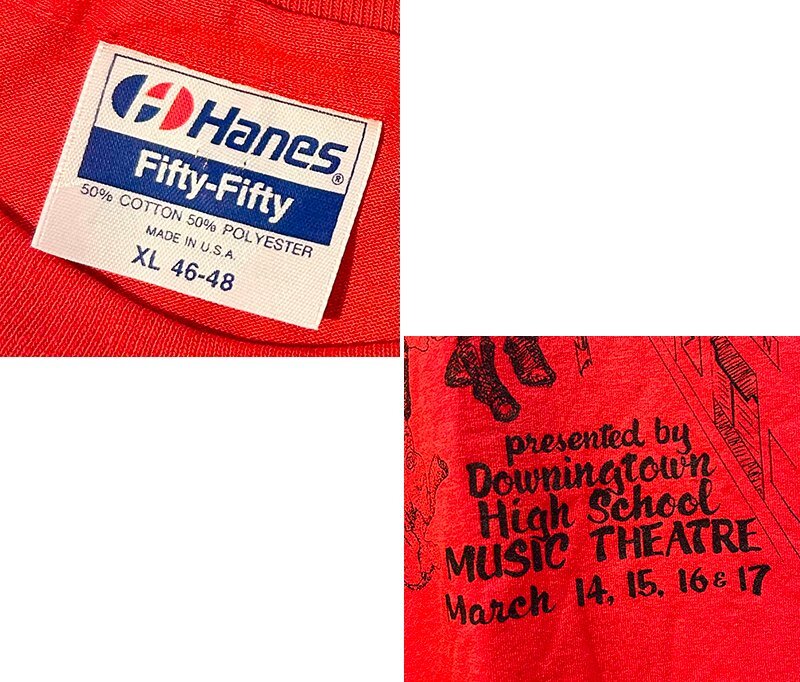 Hanes®
Fifty-Fifty
50% COTTON 50% POLYESTER
MADE IN U.S.A.
XL 46-48
presented by
Downingtown
High School
MUSIC THEATRE
March 14, 15, 16 & 17